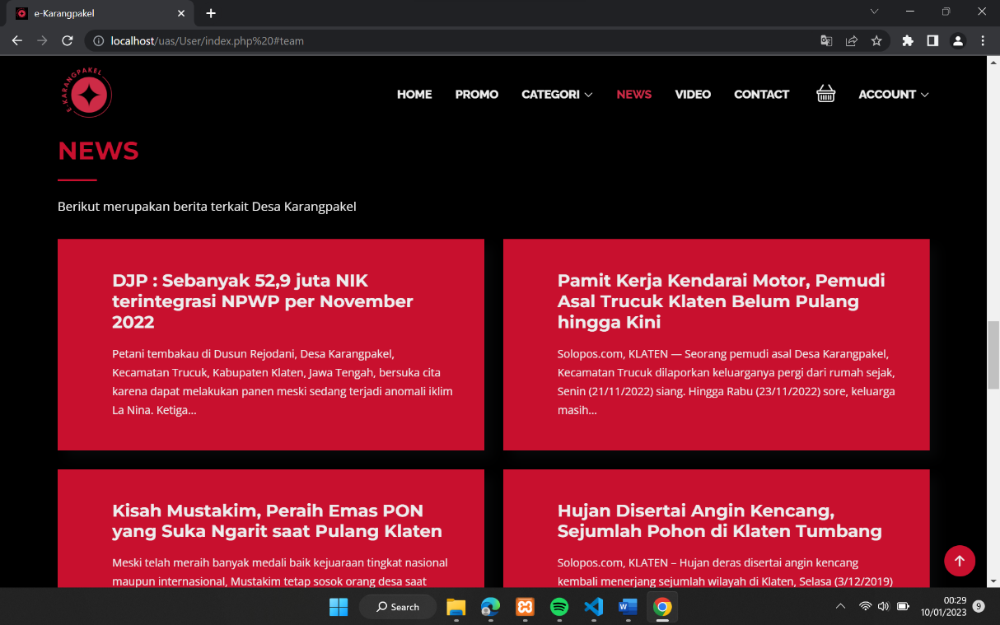 e-Karangpakel
localhost/uas/User/index.php%20#team
E-KARANGPAKEL
HOME PROMO CATEGORI NEWS VIDEO CONTACT ACCOUNT
NEWS
Berikut merupakan berita terkait Desa Karangpakel
DJP : Sebanyak 52,9 juta NIK
terintegrasi NPWP per November
2022
Petani tembakau di Dusun Rejodani, Desa Karangpakel,
Kecamatan Trucuk, Kabupaten Klaten, Jawa Tengah, bersuka cita
karena dapat melakukan panen meski sedang terjadi anomali iklim
La Nina. Ketiga...
Pamit Kerja Kendarai Motor, Pemudi
Asal Trucuk Klaten Belum Pulang
hingga Kini
Solopos.com, KLATEN — Seorang pemudi asal Desa Karangpakel,
Kecamatan Trucuk dilaporkan keluarganya pergi dari rumah sejak,
Senin (21/11/2022) siang. Hingga Rabu (23/11/2022) sore, keluarga
masih...
Kisah Mustakim, Peraih Emas PON
yang Suka Ngarit saat Pulang Klaten
Meski telah meraih banyak medali baik kejuaraan tingkat nasional
maupun internasional, Mustakim tetap sosok orang desa saat
Hujan Disertai Angin Kencang,
Sejumlah Pohon di Klaten Tumbang
Solopos.com, KLATEN – Hujan deras disertai angin kencang
kembali menerjang sejumlah wilayah di Klaten, Selasa (3/12/2019)
Search
00:29
10/01/2023
9